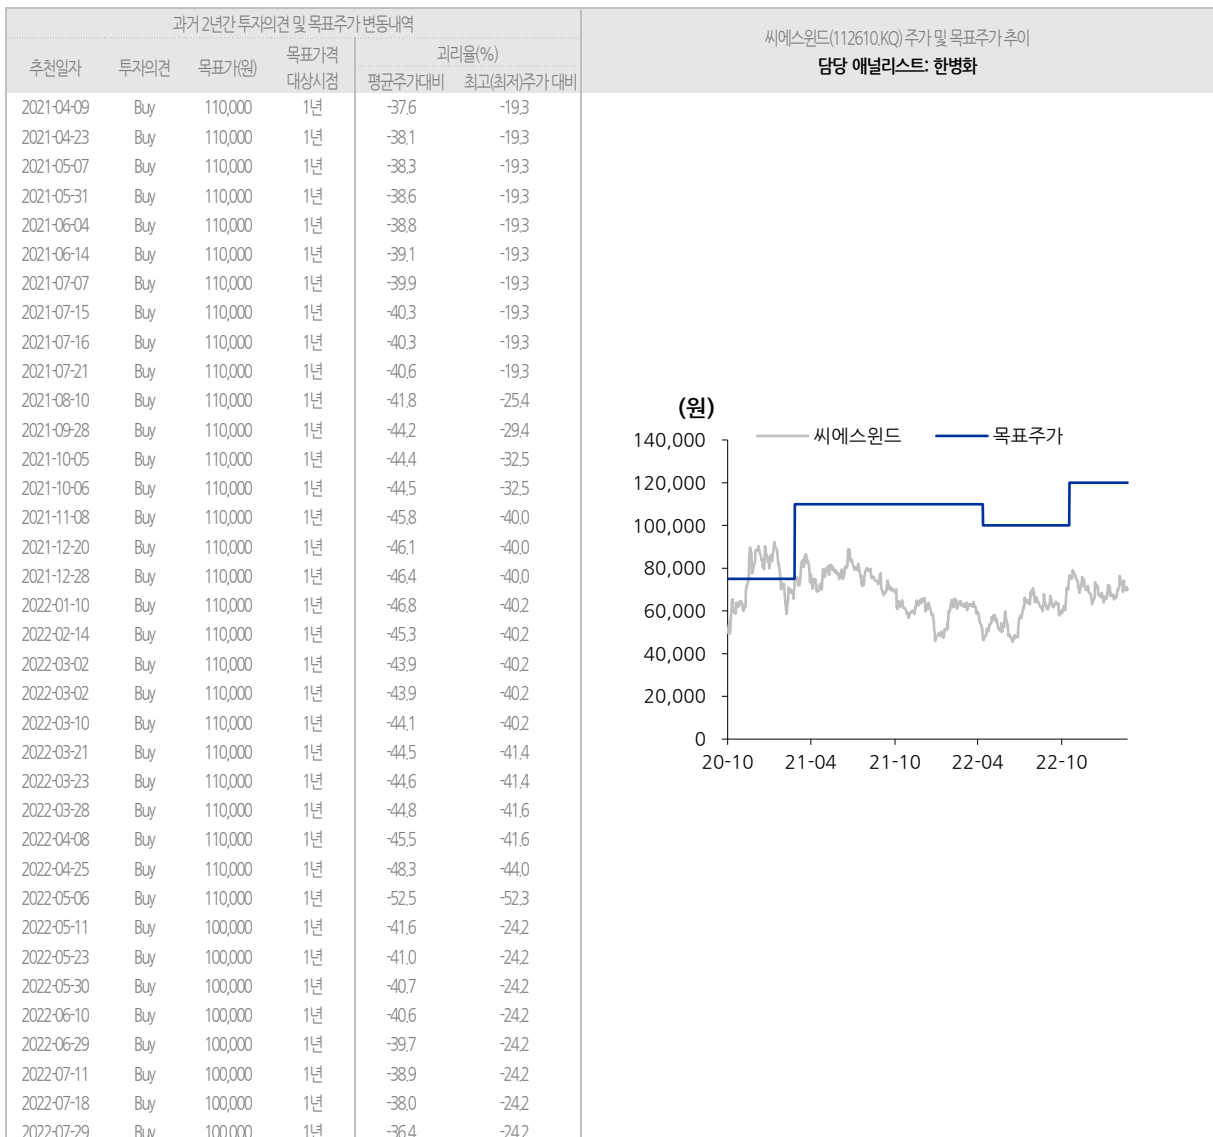 과거 2년간 투자의견 및 목표주가 변동내역
추천일자 투자의견 목표가(원) 목표가격 대상시점 괴리율(%)
평균주가대비 최고(최저)주가 대비
2021-04-09 Buy 110,000 1년 -37.6 -19.3
2021-04-23 Buy 110,000 1년 -38.1 -19.3
2021-05-07 Buy 110,000 1년 -38.3 -19.3
2021-05-31 Buy 110,000 1년 -38.6 -19.3
2021-06-04 Buy 110,000 1년 -38.8 -19.3
2021-06-14 Buy 110,000 1년 -39.1 -19.3
2021-07-07 Buy 110,000 1년 -39.9 -19.3
2021-07-15 Buy 110,000 1년 -40.3 -19.3
2021-07-16 Buy 110,000 1년 -40.3 -19.3
2021-07-21 Buy 110,000 1년 -40.6 -19.3
2021-08-10 Buy 110,000 1년 -41.8 -25.4
2021-09-28 Buy 110,000 1년 -44.2 -29.4
2021-10-05 Buy 110,000 1년 -44.4 -32.5
2021-10-06 Buy 110,000 1년 -44.5 -32.5
2021-11-08 Buy 110,000 1년 -45.8 -40.0
2021-12-20 Buy 110,000 1년 -46.1 -40.0
2021-12-28 Buy 110,000 1년 -46.4 -40.0
2022-01-10 Buy 110,000 1년 -46.8 -40.2
2022-02-14 Buy 110,000 1년 -45.3 -40.2
2022-03-02 Buy 110,000 1년 -43.9 -40.2
2022-03-02 Buy 110,000 1년 -43.9 -40.2
2022-03-10 Buy 110,000 1년 -44.1 -40.2
2022-03-21 Buy 110,000 1년 -44.5 -41.4
2022-03-23 Buy 110,000 1년 -44.6 -41.4
2022-03-28 Buy 110,000 1년 -44.8 -41.6
2022-04-08 Buy 110,000 1년 -45.5 -41.6
2022-04-25 Buy 110,000 1년 -48.3 -44.0
2022-05-06 Buy 110,000 1년 -52.5 -52.3
2022-05-11 Buy 100,000 1년 -41.6 -24.2
2022-05-23 Buy 100,000 1년 -41.0 -24.2
2022-05-30 Buy 100,000 1년 -40.7 -24.2
2022-06-10 Buy 100,000 1년 -40.6 -24.2
2022-06-29 Buy 100,000 1년 -39.7 -24.2
2022-07-11 Buy 100,000 1년 -38.9 -24.2
2022-07-18 Buy 100,000 1년 -38.0 -24.2
2022-07-29 Buy 100,000 1년 -36.4 -24.2
씨에스윈드(112610.KQ) 주가 및 목표주가 추이
담당 애널리스트: 한병화
(원)
씨에스윈드 목표주가
140,000
120,000
100,000
80,000
60,000
40,000
20,000
0
20-10 21-04 21-10 22-04 22-10